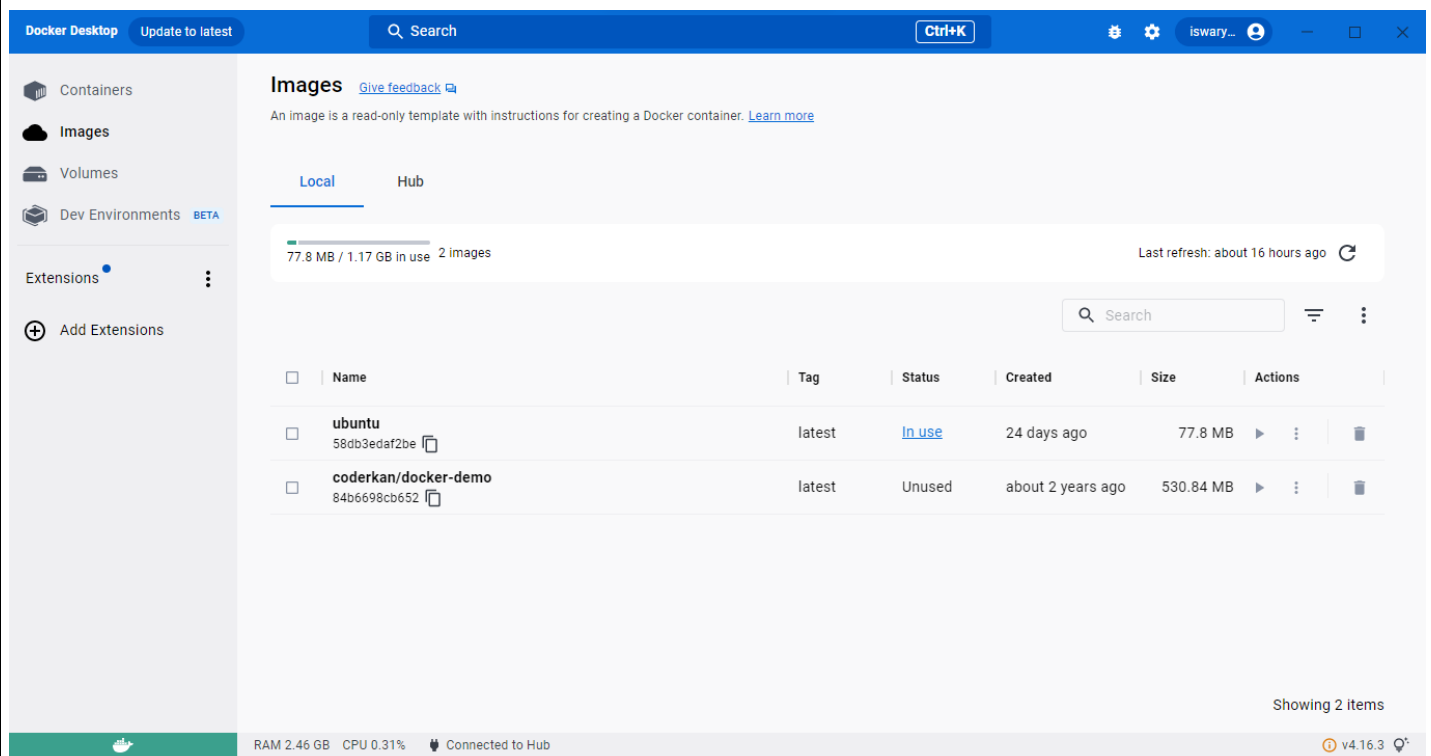 Docker Desktop Update to latest Search Ctrl+K iswary...
Containers
Images
Volumes
Dev Environments BETA
Extensions
Add Extensions
Images Give feedback
An image is a read-only template with instructions for creating a Docker container. Learn more
Local Hub
77.8 MB / 1.17 GB in use 2 images Last refresh: about 16 hours ago
Search
Name Tag Status Created Size Actions
ubuntu
58db3edaf2be latest In use 24 days ago 77.8 MB
coderkan/docker-demo
84b6698cb652 latest Unused about 2 years ago 530.84 MB
Showing 2 items
RAM 2.46 GB CPU 0.31% Connected to Hub v4.16.3